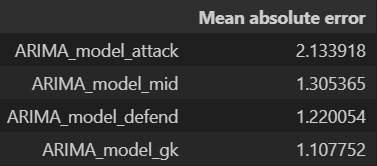 Mean absolute error
ARIMA_model_attack 2.133918
ARIMA_model_mid 1.305365
ARIMA_model_defend 1.220054
ARIMA_model_gk 1.107752